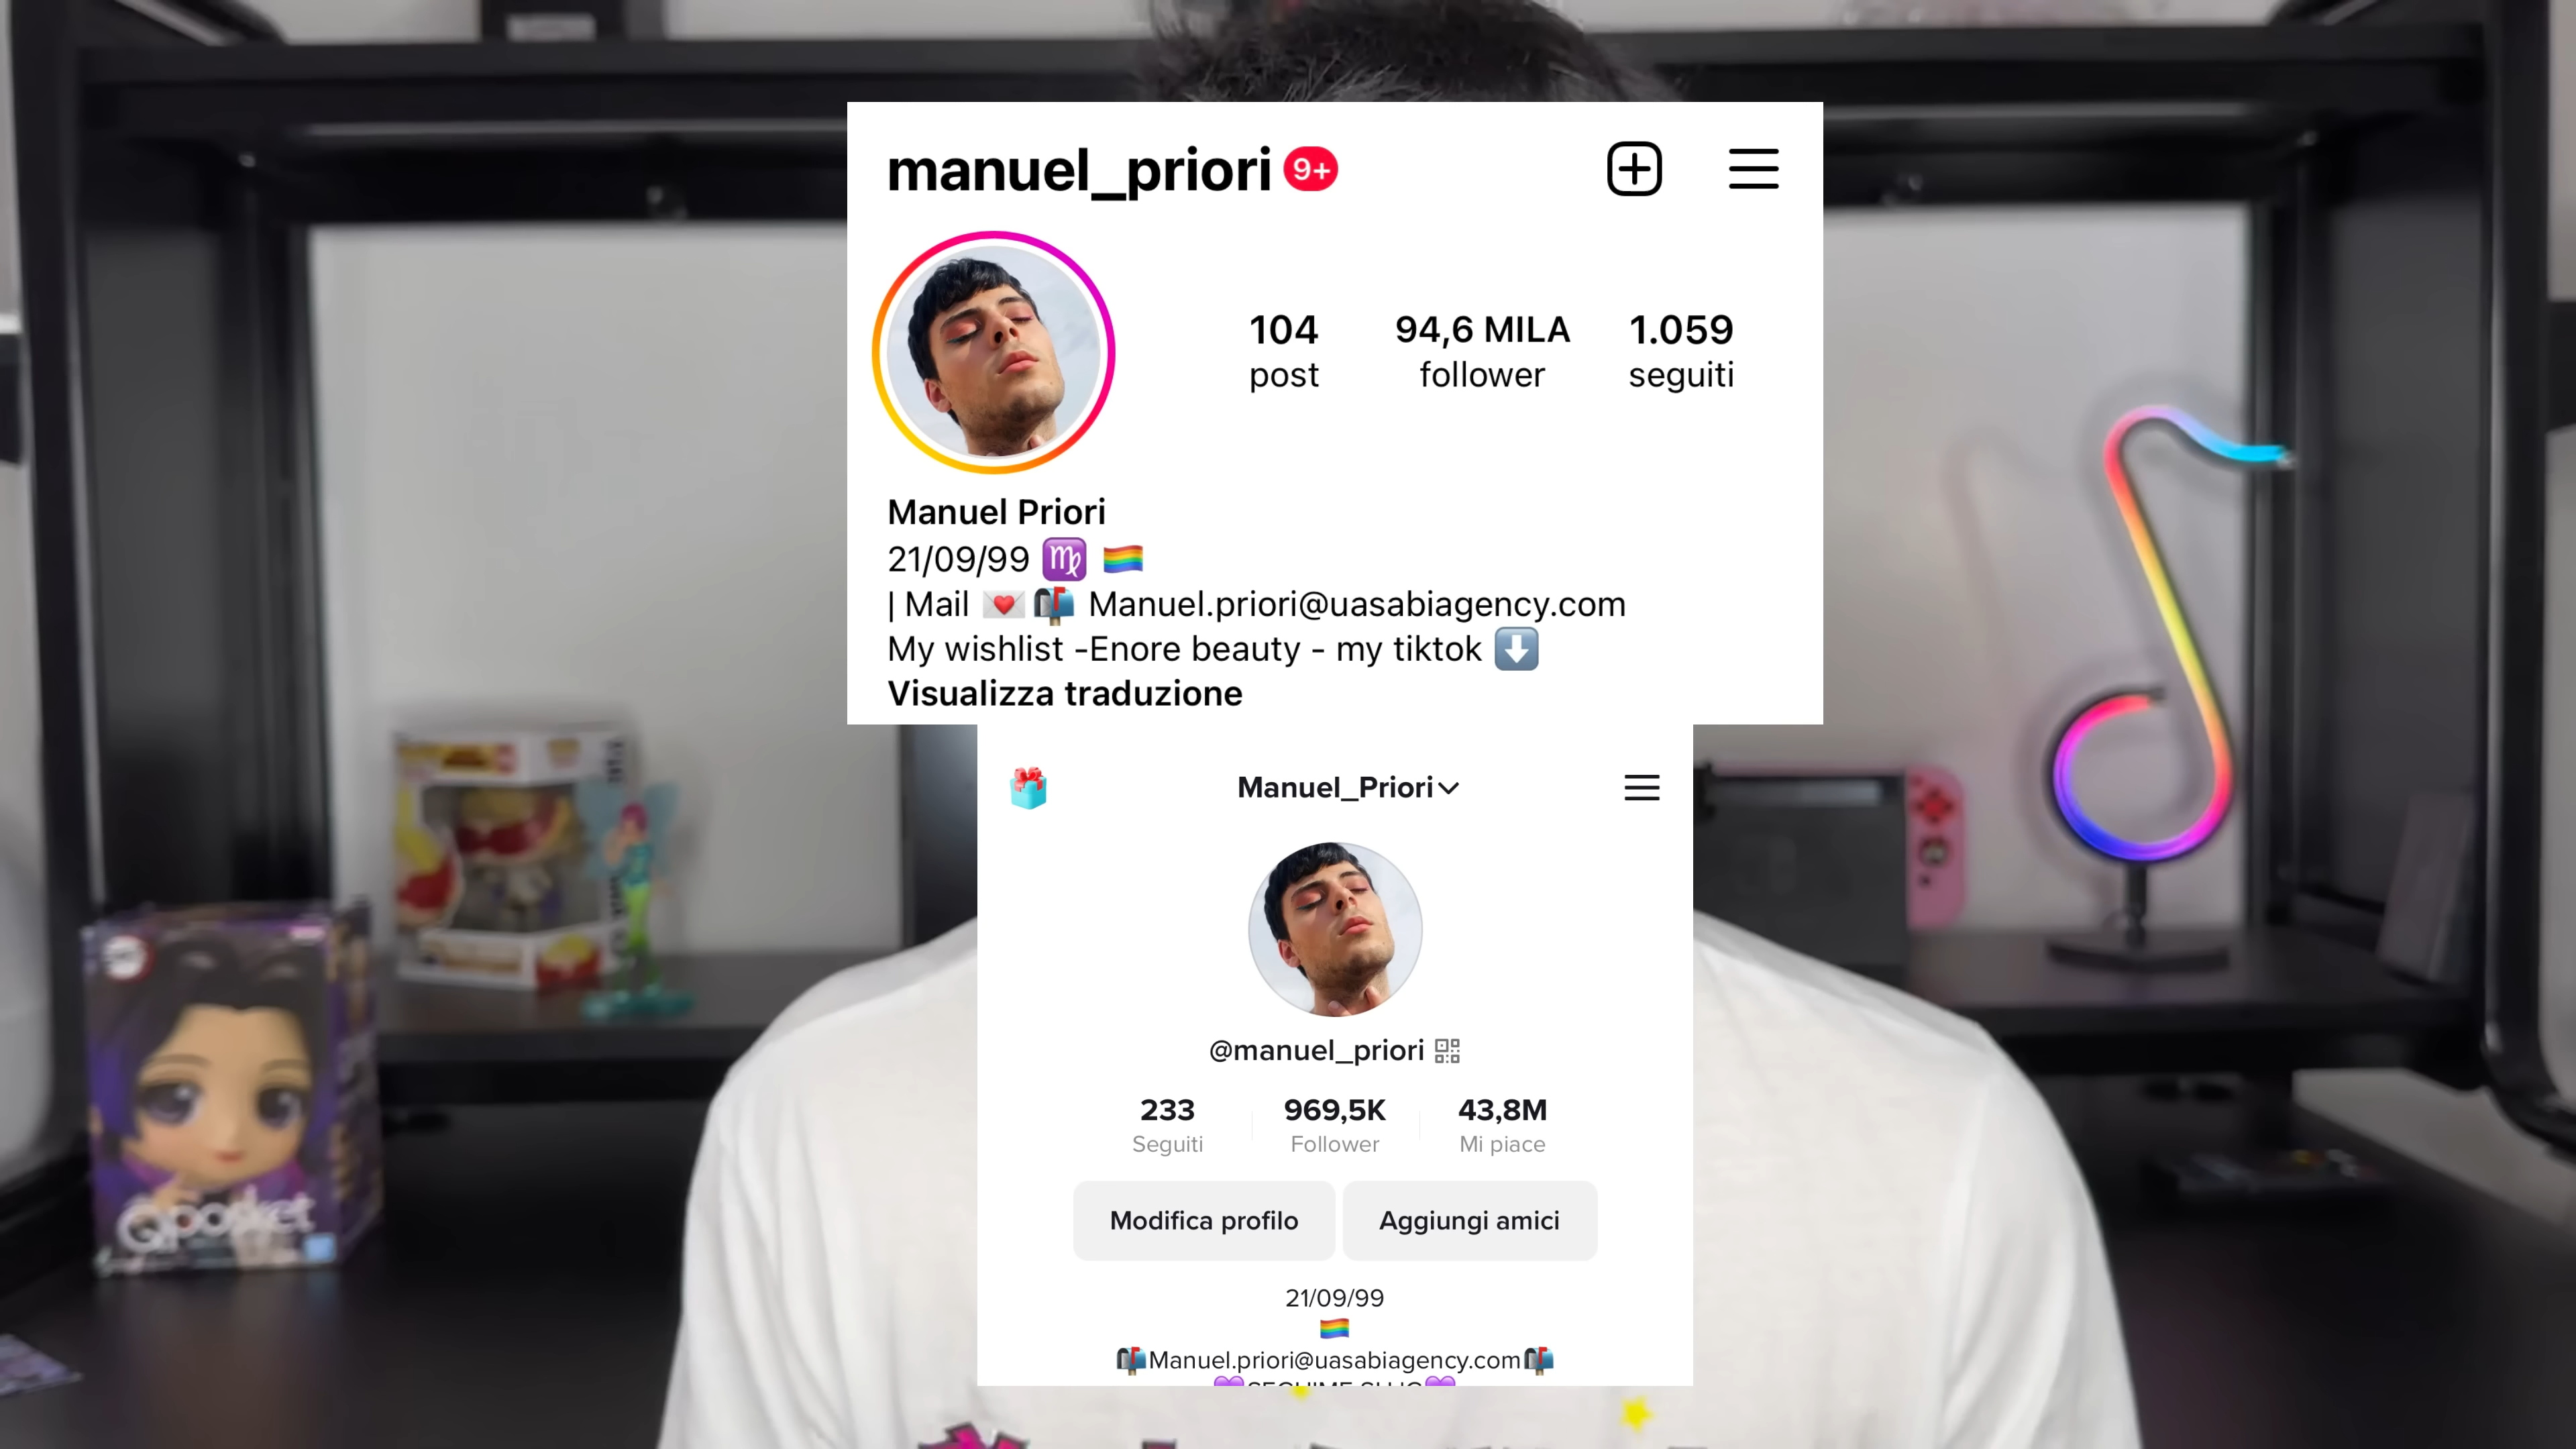 manuel_priori 9+
104 94,6 MILA 1.059
post follower seguiti
Manuel Priori
21/09/99 ♍ 🏳️‍🌈
| Mail 💌📬 Manuel.priori@uasabiagency.com
My wishlist -Enore beauty - my tiktok ⬇️
Visualizza traduzione
Manuel_Priori
@manuel_priori
233 969,5K 43,8M
Seguiti Follower Mi piace
Modifica profilo Aggiungi amici
21/09/99
🏳️‍🌈
📬Manuel.priori@uasabiagency.com📬
Qposket